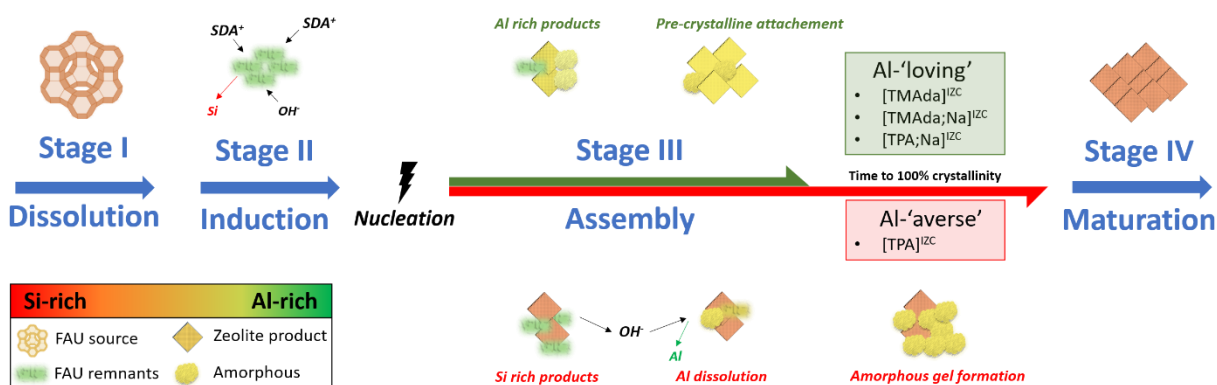 SDA⁺
SDA⁺
Si
OH⁻
Al rich products
Pre-crystalline attachement
Al-‘loving’
• [TMAda]ᴵᶻᶜ
• [TMAda;Na]ᴵᶻᶜ
• [TPA;Na]ᴵᶻᶜ
Stage I
Dissolution
Stage II
Induction
Nucleation
Stage III
Assembly
Time to 100% crystallinity
Al-‘averse’
• [TPA]ᴵᶻᶜ
Stage IV
Maturation
Si-rich Al-rich
FAU source
Zeolite product
FAU remnants
Amorphous
OH⁻
Al
Si rich products
Al dissolution
Amorphous gel formation